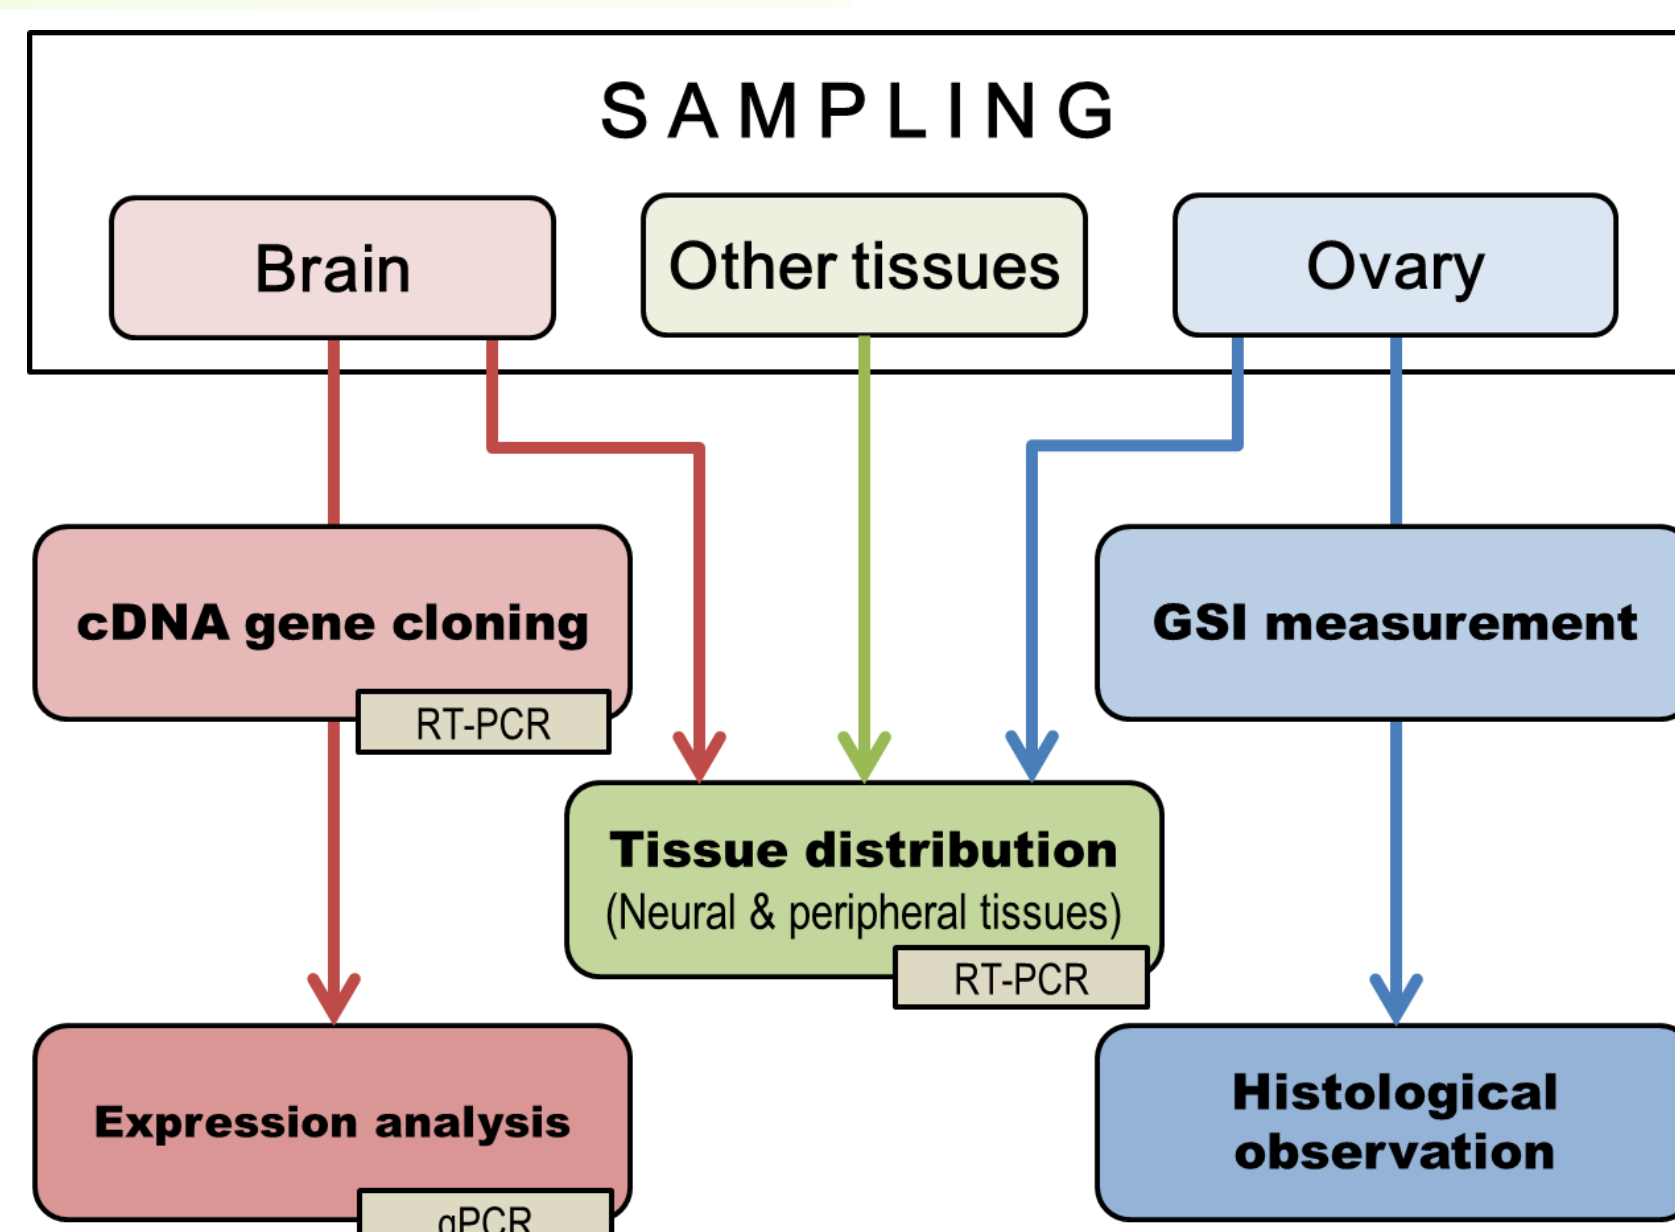 SAMPLING
Brain
Other tissues
Ovary
cDNA gene cloning
RT-PCR
GSI measurement
Tissue distribution
(Neural & peripheral tissues)
RT-PCR
Expression analysis
qPCR
Histological
observation